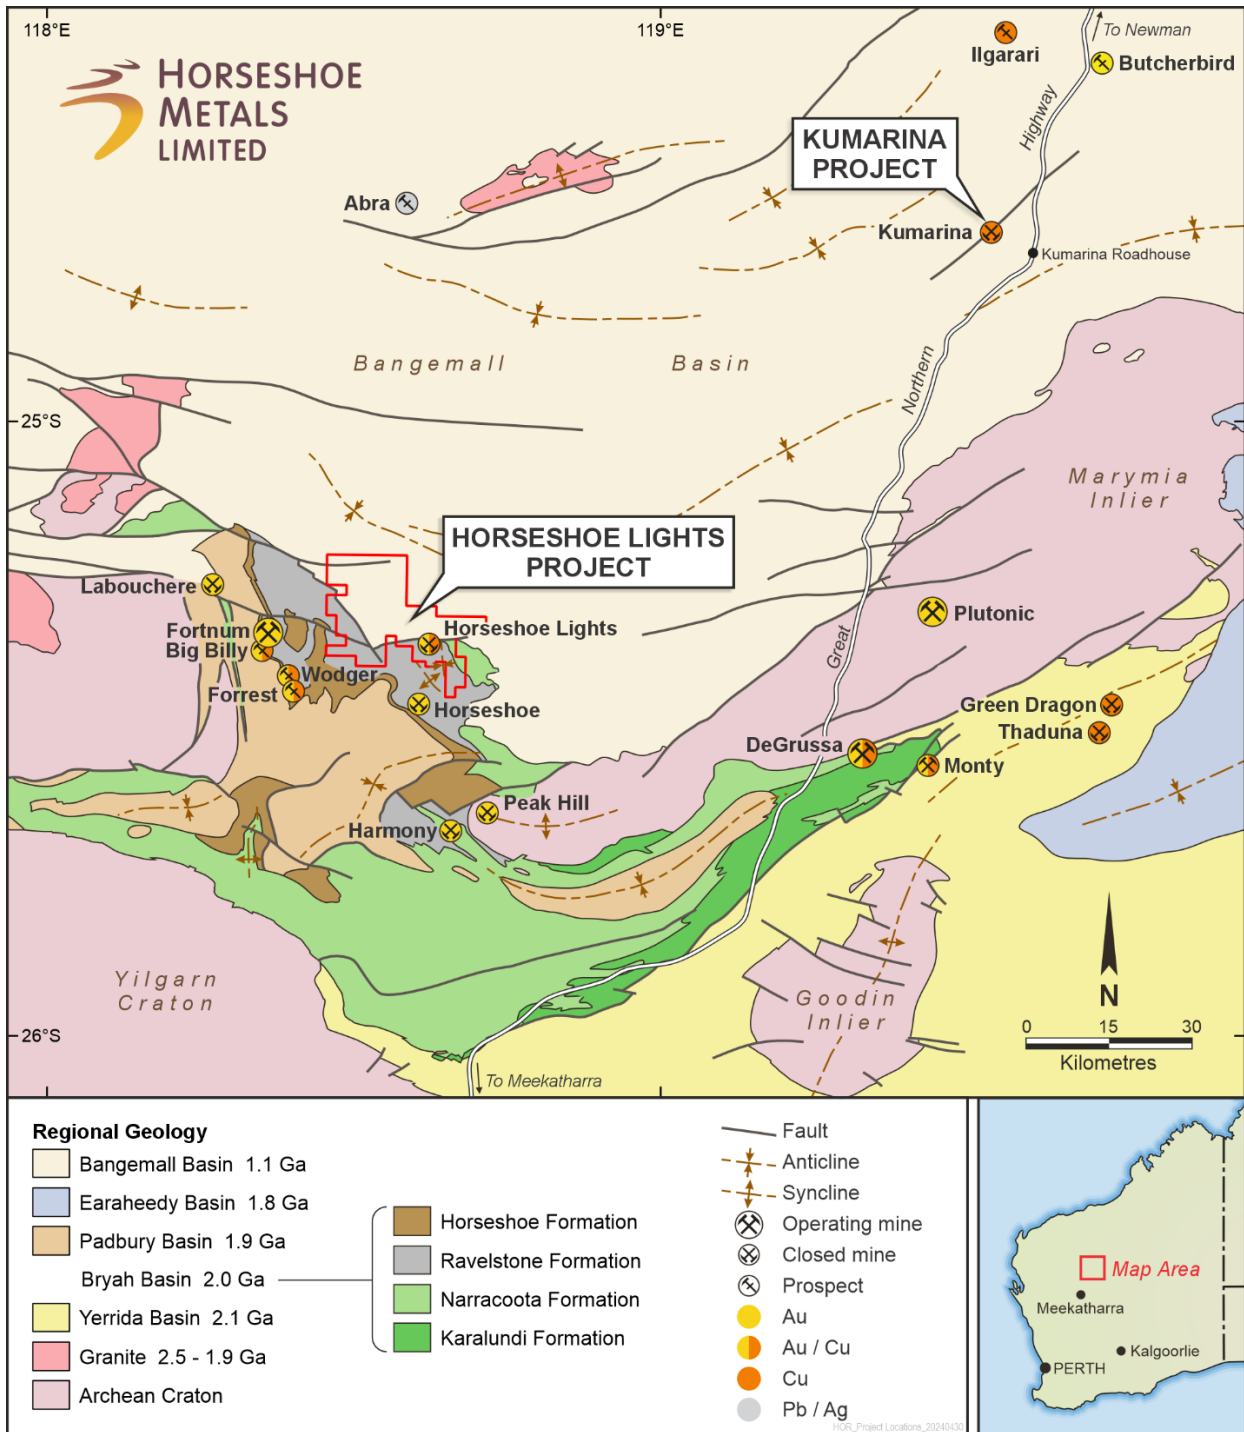 118°E
119°E
To Newman
Ilgarari
Butcherbird
HORSESHOE
METALS
LIMITED
Highway
KUMARINA
PROJECT
Abra
Kumarina
Kumarina Roadhouse
Bangemall Basin
Northern
25°S
Marymia
Inlier
HORSESHOE LIGHTS
PROJECT
Labouchere
Plutonic
Fortnum
Horseshoe Lights
Great
Big Billy
Wodger
Forrest
Horseshoe
Green Dragon
Thaduna
DeGrussa
Monty
Peak Hill
Harmony
Yilgarn
Craton
Goodin
Inlier
N
26°S
0 15 30
Kilometres
To Meekatharra
Regional Geology
Bangemall Basin 1.1 Ga
Earaheedy Basin 1.8 Ga
Padbury Basin 1.9 Ga
Bryah Basin 2.0 Ga
Yerrida Basin 2.1 Ga
Granite 2.5 - 1.9 Ga
Archean Craton
Horseshoe Formation
Ravelstone Formation
Narracoota Formation
Karalundi Formation
Fault
Anticline
Syncline
Operating mine
Closed mine
Prospect
Au
Au / Cu
Cu
Pb / Ag
HOR_Project Locations_20240430
Map Area
Meekatharra
Kalgoorlie
PERTH